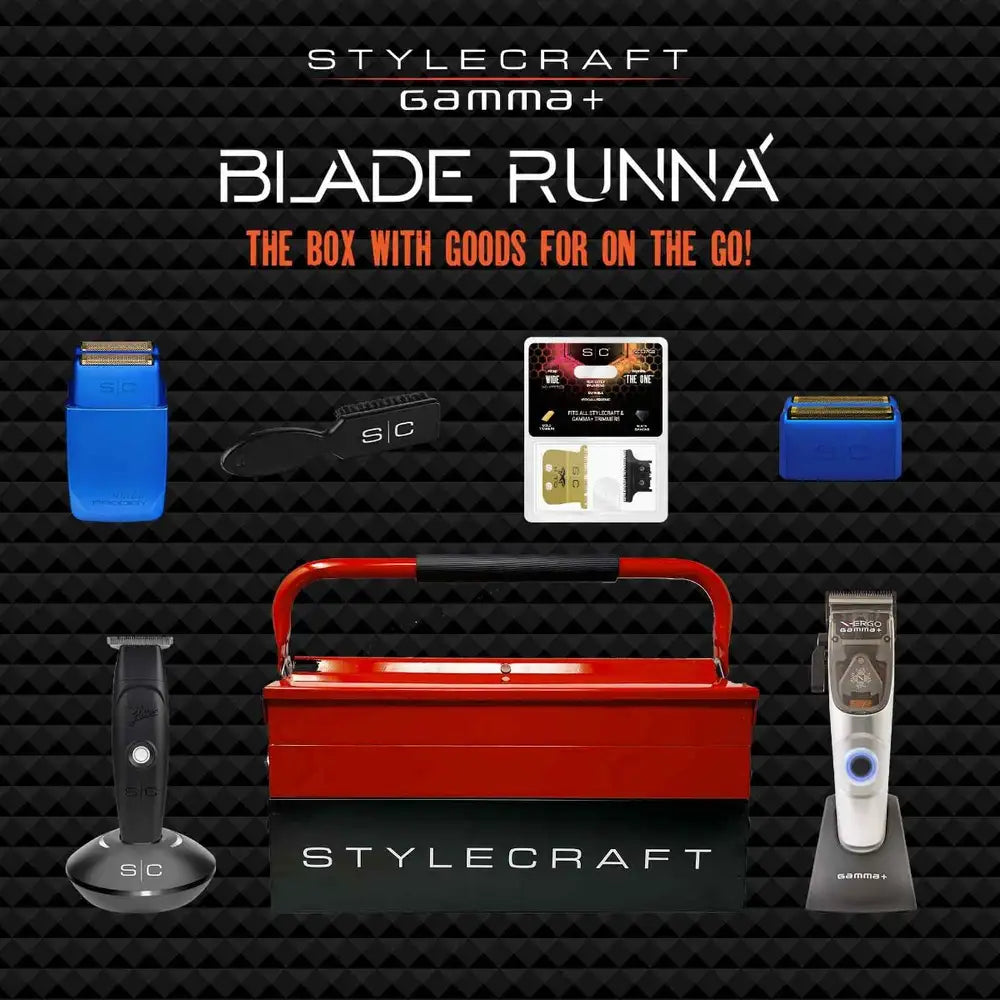 STYLECRAFT
GAMMA+
BLADE RUNNÁ
THE BOX WITH GOODS FOR ON THE GO!
S|C
PRODIGY
S|C
S|C
WIDE
"THE ONE"
FITS ALL STYLECRAFT &
GAMMA+ TRIMMERS
S|C
S|C
S|C
S|C
STYLECRAFT
X-ERGO
GAMMA+
GAMMA+